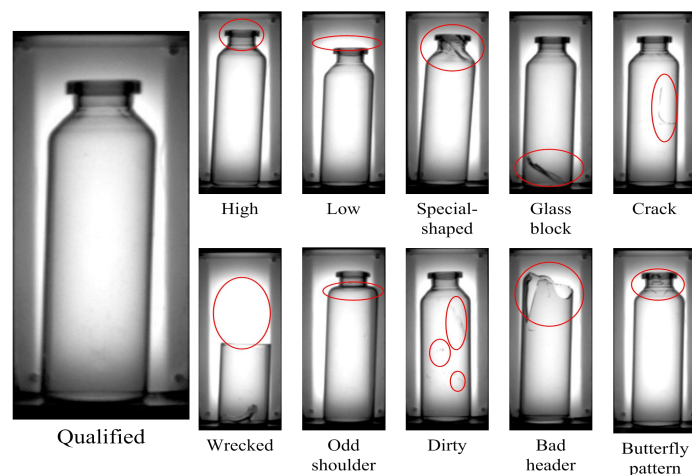 High
Low
Special-
shaped
Glass
block
Crack
Qualified
Wrecked
Odd
shoulder
Dirty
Bad
header
Butterfly
pattern